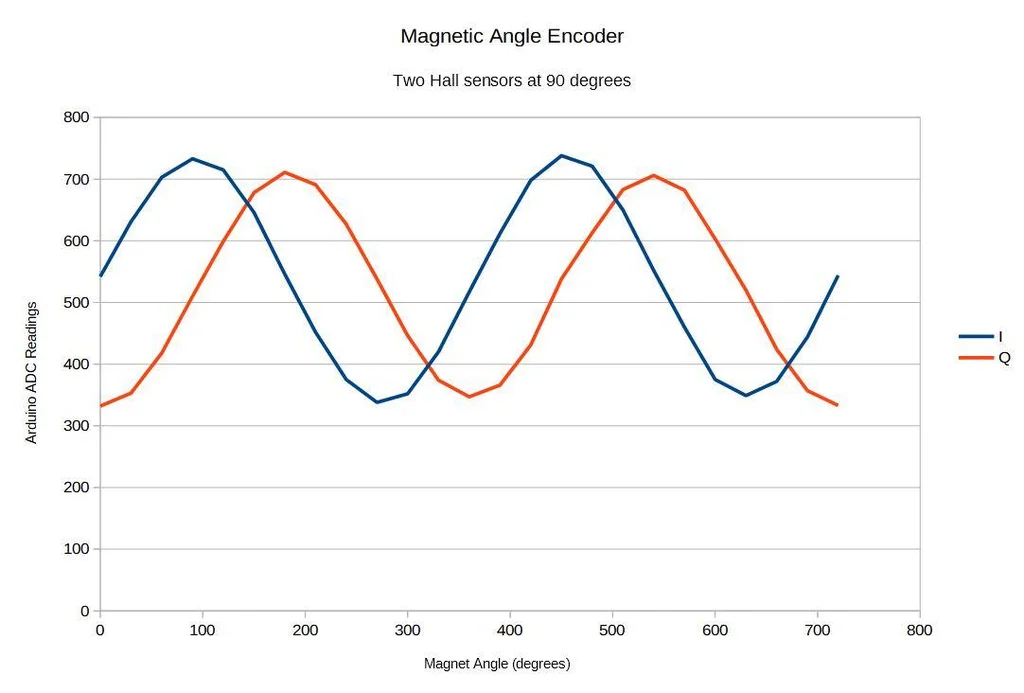 Magnetic Angle Encoder
Two Hall sensors at 90 degrees
800
700
600
500
400
300
200
100
0
Arduino ADC Readings
0 100 200 300 400 500 600 700 800
Magnet Angle (degrees)
I
Q